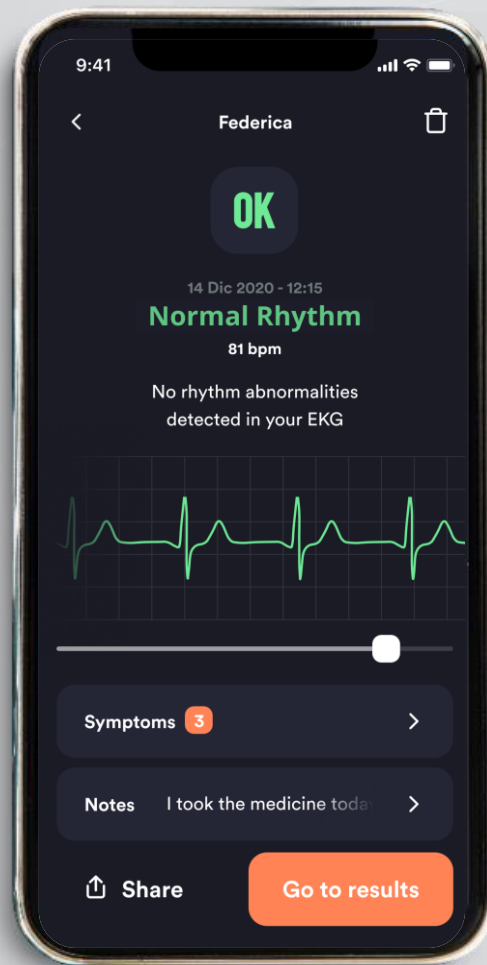 9:41
Federica
OK
14 Dic 2020 - 12:15
Normal Rhythm
81 bpm
No rhythm abnormalities
detected in your EKG
Symptoms 3
Notes I took the medicine today
Share Go to results